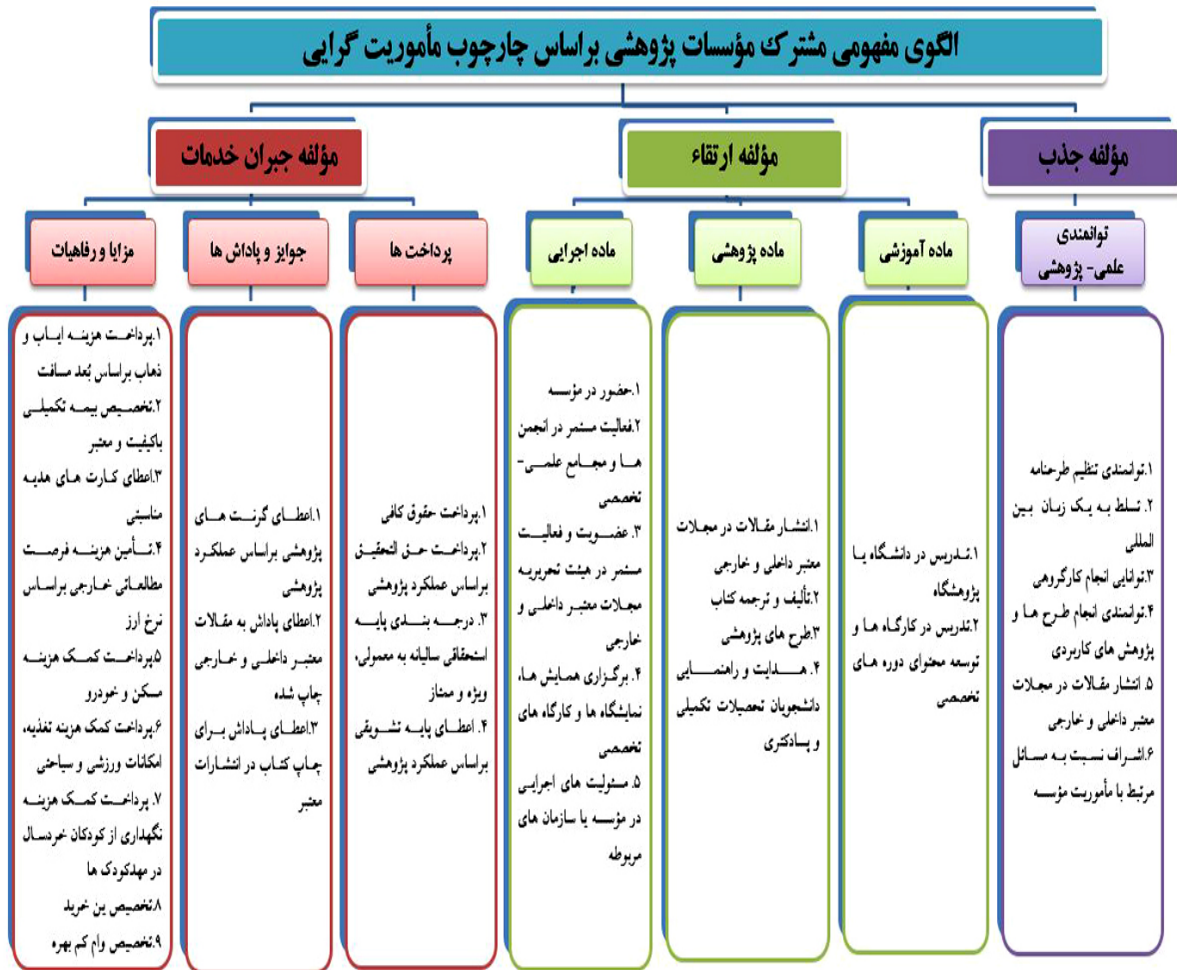 الگوی مفهومی مشترک مؤسسات پژوهشی براساس چارچوب مأموریت گرایی
مؤلفه جذب
مؤلفه ارتقاء
مؤلفه جبران خدمات
توانمندی
علمی- پژوهشی
ماده آموزشی
ماده پژوهشی
ماده اجرایی
پرداخت ها
جوایز و پاداش ها
مزایا و رفاهیات
۱.توانمندی تنظیم طرحنامه
۲. تسلط به یک زبان بین
المللی
۳.توانایی انجام کارگروهی
۴.توانمندی انجام طرح ها و
پژوهش های کاربردی
۵. انتشار مقالات در مجلات
معتبر داخلی و خارجی
۶.اشراف نسبت به مسائل
مرتبط با مأموریت مؤسسه
۱.تدریس در دانشگاه یا
پژوهشگاه
۲.تدریس در کارگاه ها و
توسعه محتوای دوره های
تخصصی
۱.انتشار مقالات در مجلات
معتبر داخلی و خارجی
۲.تألیف و ترجمه کتاب
۳.طرح های پژوهشی
۴. هدایت و راهنمایی
دانشجویان تحصیلات تکمیلی
و پسادکتری
۱.حضور در مؤسسه
۲.فعالیت مستمر در انجمن
ها و مجامع علمی-
تخصصی
۳. عضویت و فعالیت
مستمر در هیئت تحریریه
مجلات معتبر داخلی و
خارجی
۴. برگزاری همایش ها،
نمایشگاه ها و کارگاه های
تخصصی
۵. مسئولیت های اجرایی
در مؤسسه یا سازمان های
مربوطه
۱.پرداخت حقوق کافی
۲.پرداخت حق التحقیق
براساس عملکرد پژوهشی
۳. درجه بندی پایه
استحقاقی سالیانه به معمولی،
ویژه و ممتاز
۴. اعطای پایه تشویقی
براساس عملکرد پژوهشی
۱.اعطای گرنت های
پژوهشی براساس عملکرد
پژوهشی
۲.اعطای پاداش به مقالات
معتبر داخلی و خارجی
چاپ شده
۳.اعطای پاداش برای
چاپ کتاب در انتشارات
معتبر
۱.پرداخت هزینه ایاب و
ذهاب براساس بُعد مسافت
۲.تخصیص بیمه تکمیلی
باکیفیت و معتبر
۳.اعطای کارت های هدیه
مناسبتی
۴.تأمین هزینه فرصت
مطالعاتی خارجی براساس
نرخ ارز
۵.پرداخت کمک هزینه
مسکن و خودرو
۶.پرداخت کمک هزینه تغذیه،
امکانات ورزشی و سیاحتی
۷. پرداخت کمک هزینه
نگهداری از کودکان خردسال
در مهدکودک ها
۸.تخصیص بن خرید
۹.تخصیص وام کم بهره